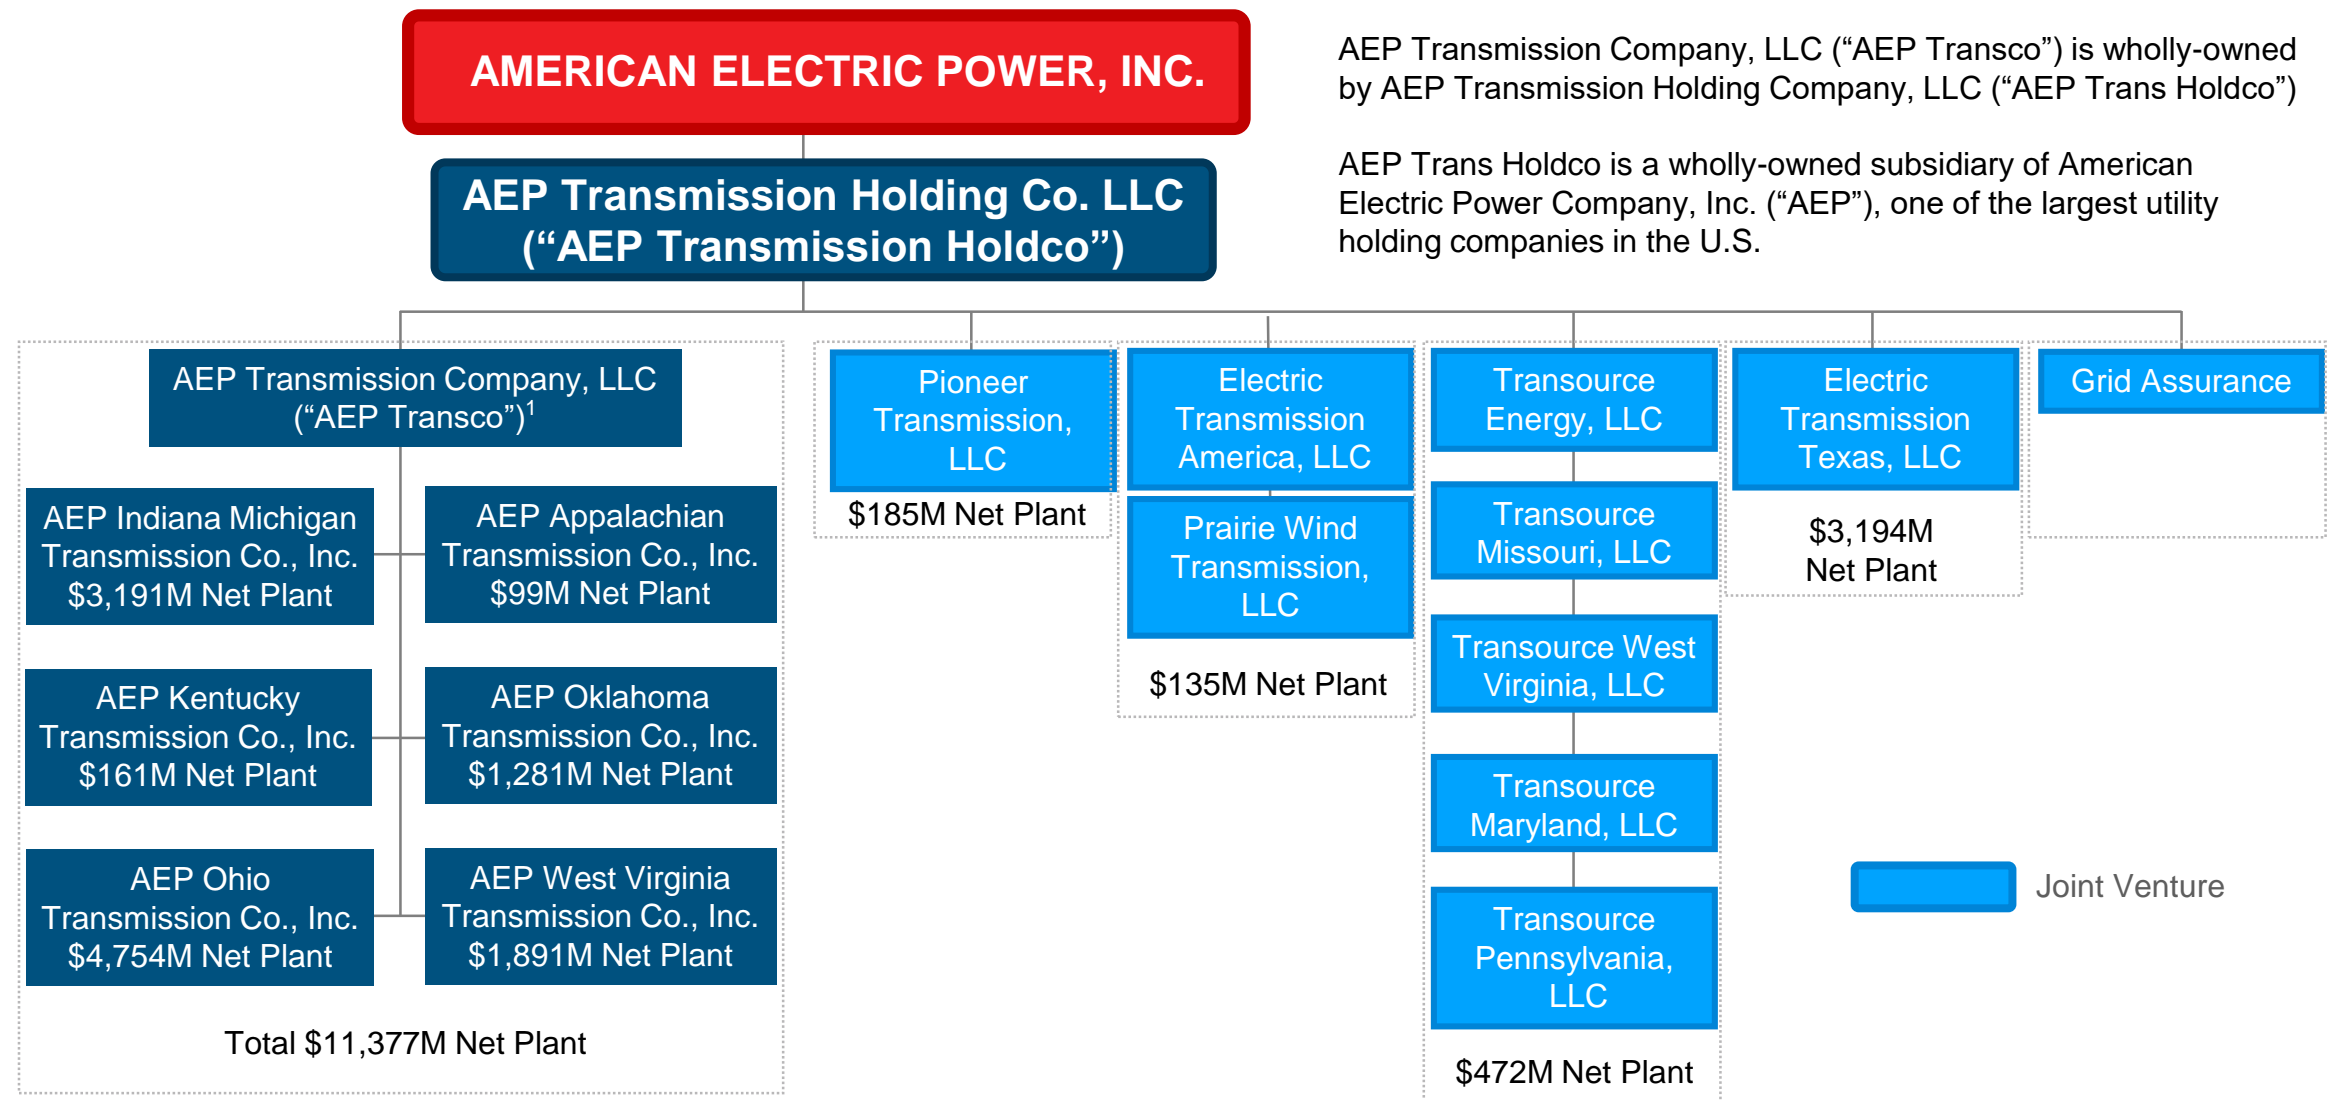 AMERICAN ELECTRIC POWER, INC.
AEP Transmission Holding Co. LLC
(“AEP Transmission Holdco”)
AEP Transmission Company, LLC (“AEP Transco”) is wholly-owned
by AEP Transmission Holding Company, LLC (“AEP Trans Holdco”)
AEP Trans Holdco is a wholly-owned subsidiary of American
Electric Power Company, Inc. (“AEP”), one of the largest utility
holding companies in the U.S.
AEP Transmission Company, LLC
(“AEP Transco”)1
AEP Indiana Michigan
Transmission Co., Inc.
$3,191M Net Plant
AEP Appalachian
Transmission Co., Inc.
$99M Net Plant
AEP Kentucky
Transmission Co., Inc.
$161M Net Plant
AEP Oklahoma
Transmission Co., Inc.
$1,281M Net Plant
AEP Ohio
Transmission Co., Inc.
$4,754M Net Plant
AEP West Virginia
Transmission Co., Inc.
$1,891M Net Plant
Total $11,377M Net Plant
Pioneer
Transmission,
LLC
$185M Net Plant
Electric
Transmission
America, LLC
Prairie Wind
Transmission,
LLC
$135M Net Plant
Transource
Energy, LLC
Transource
Missouri, LLC
Transource West
Virginia, LLC
Transource
Maryland, LLC
Transource
Pennsylvania,
LLC
$472M Net Plant
Electric
Transmission
Texas, LLC
$3,194M
Net Plant
Grid Assurance
Joint Venture